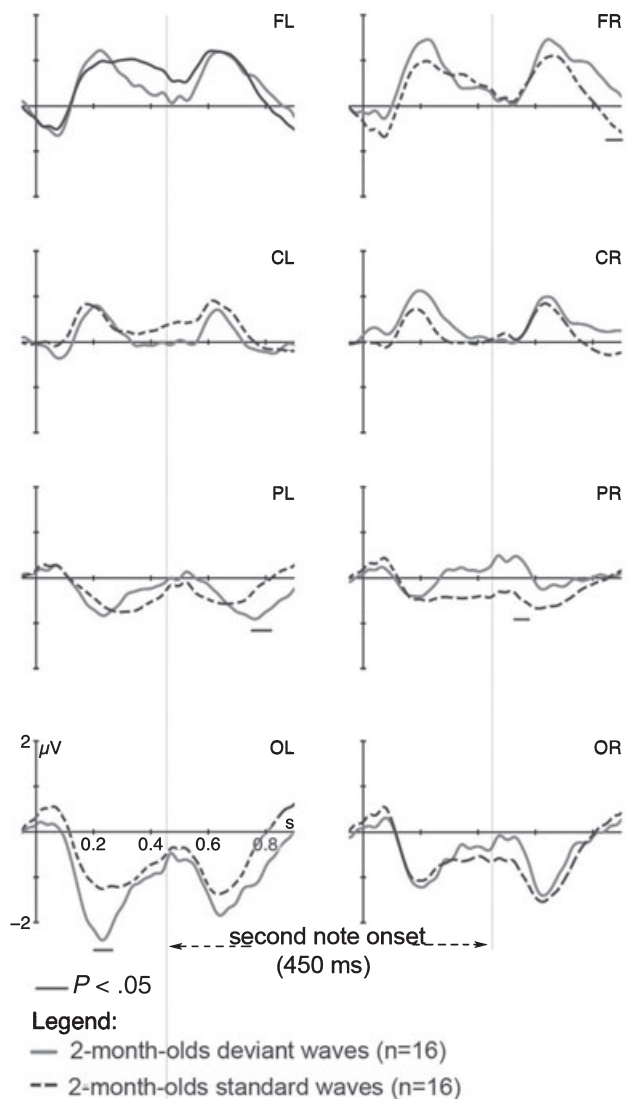 FL FR
CL CR
PL PR
2 μV OL OR
s
0.2 0.4 0.6 0.8
−2
second note onset
(450 ms)
P < .05
Legend:
2-month-olds deviant waves (n=16)
2-month-olds standard waves (n=16)